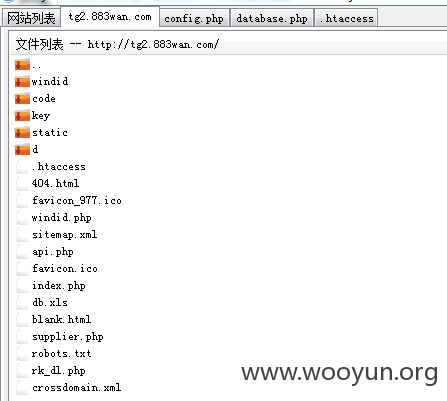 网站列表 tg2.883wan.com config.php database.php .htaccess
文件列表 -- http://tg2.883wan.com/
..
windid
code
key
static
d
.htaccess
404.html
favicon_977.ico
windid.php
sitemap.xml
api.php
favicon.ico
index.php
db.xls
blank.html
supplier.php
robots.txt
rk_dl.php
crossdomain.xml
www.wooyun.org